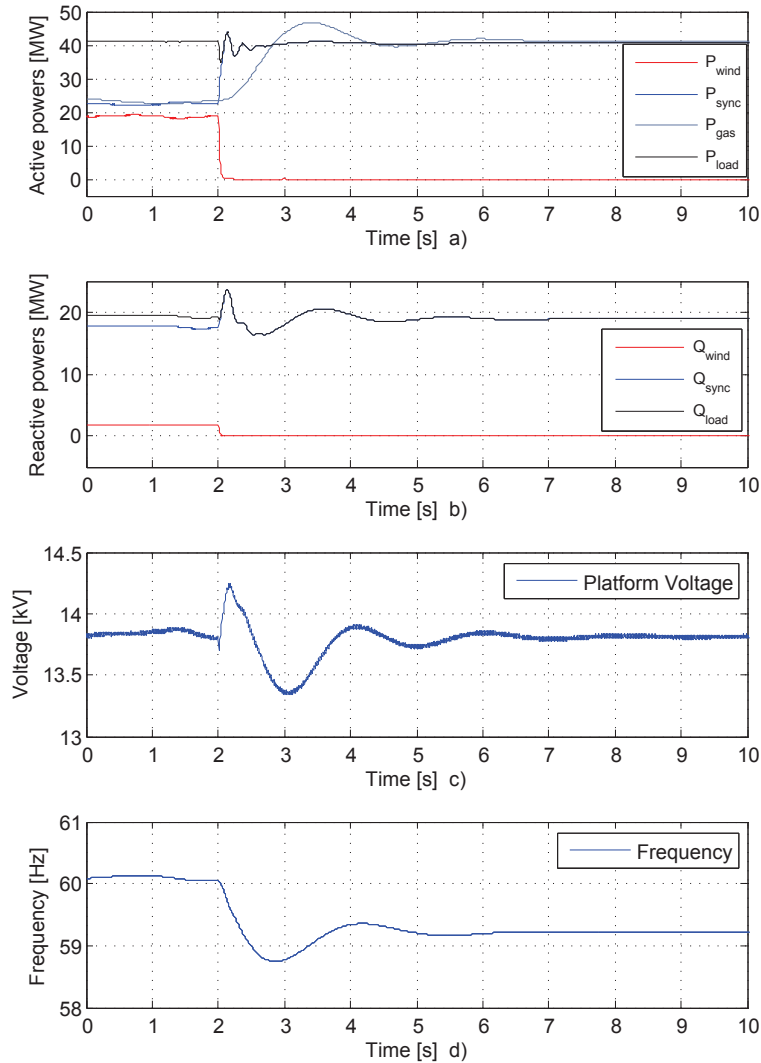 50
40
30
20
10
0
Active powers [MW]
P_wind
P_sync
P_gas
P_load
0 1 2 3 4 5 6 7 8 9 10
Time [s] a)
20
10
0
Reactive powers [MW]
Q_wind
Q_sync
Q_load
0 1 2 3 4 5 6 7 8 9 10
Time [s] b)
14.5
14
13.5
13
Voltage [kV]
Platform Voltage
0 1 2 3 4 5 6 7 8 9 10
Time [s] c)
61
60
59
58
Frequency [Hz]
Frequency
0 1 2 3 4 5 6 7 8 9 10
Time [s] d)